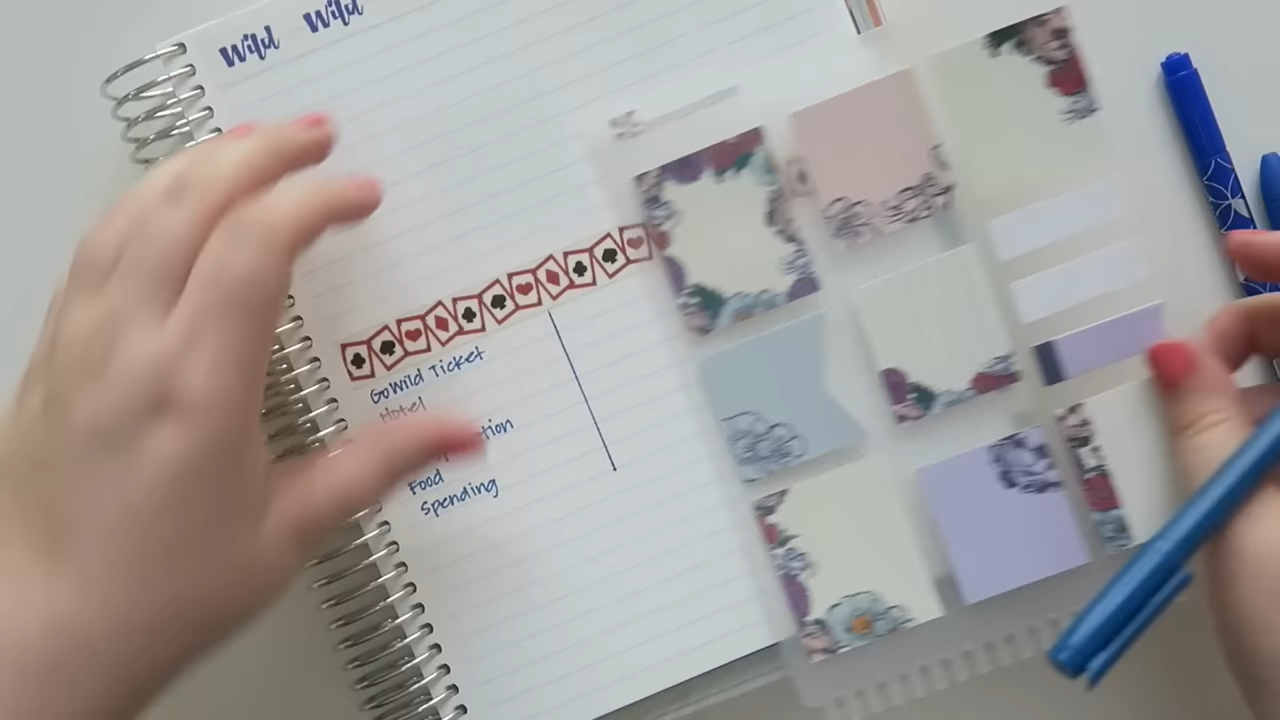 Wild Wild
GoWild Ticket
Hotel
Food
Spending